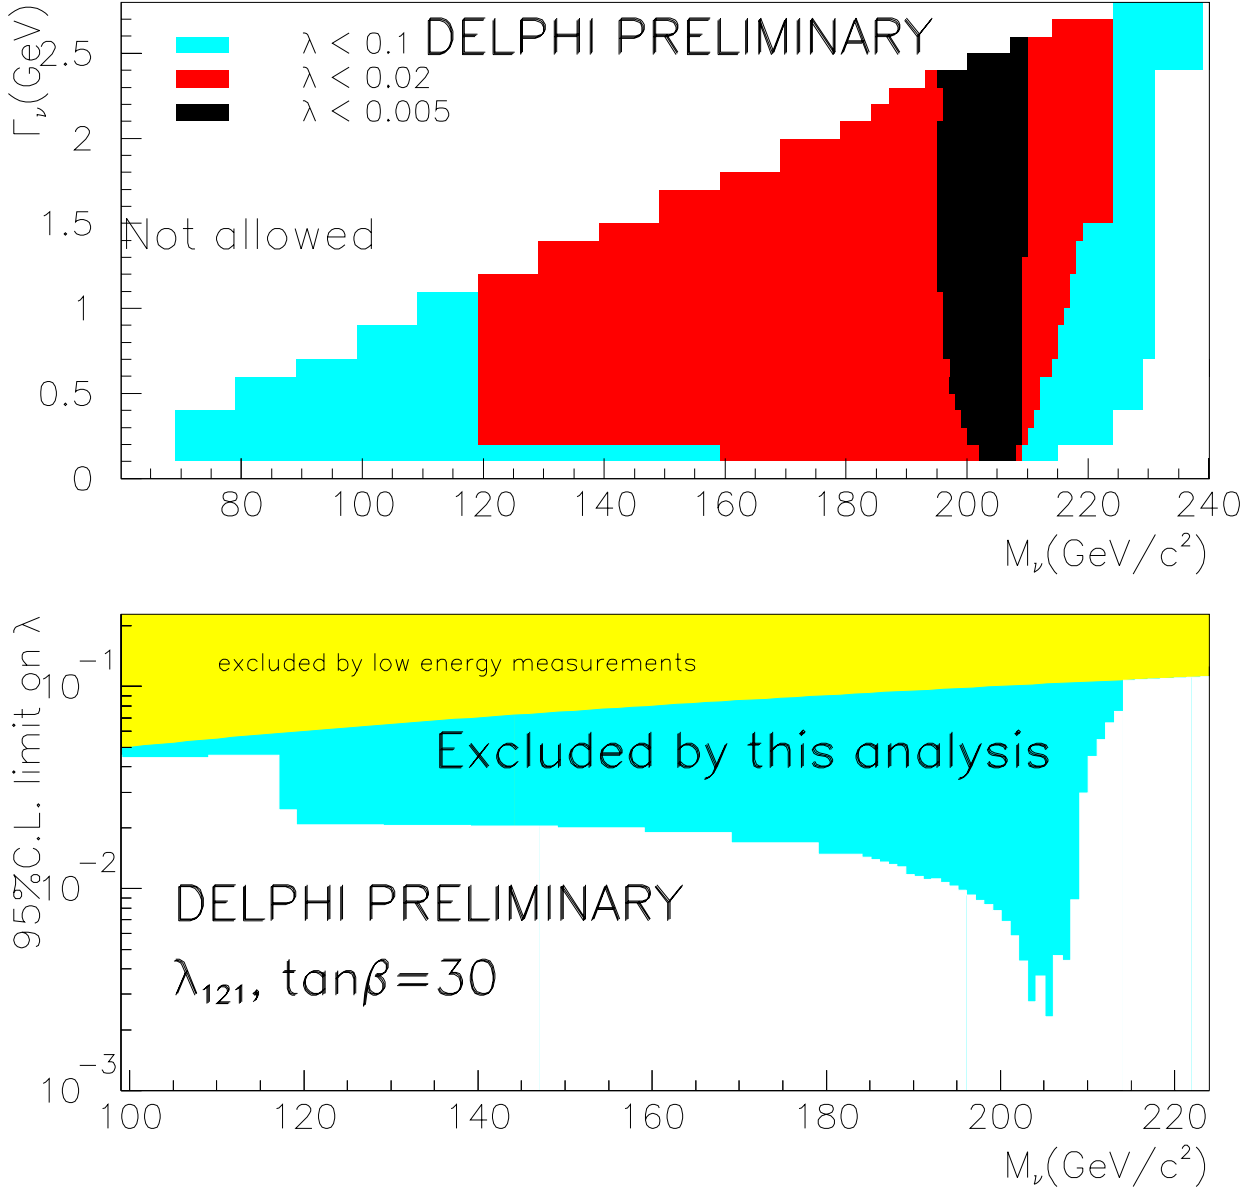 Γν(GeV)
λ < 0.1
DELPHI PRELIMINARY
λ < 0.02
λ < 0.005
Not allowed
2.5
2
1.5
1
0.5
0
80 100 120 140 160 180 200 220 240
Mν(GeV/c²)
95%C.L. limit on λ
excluded by low energy measurements
Excluded by this analysis
DELPHI PRELIMINARY
λ₁₂₁, tanβ=30
10⁻¹
10⁻²
10⁻³
100 120 140 160 180 200 220
Mν(GeV/c²)